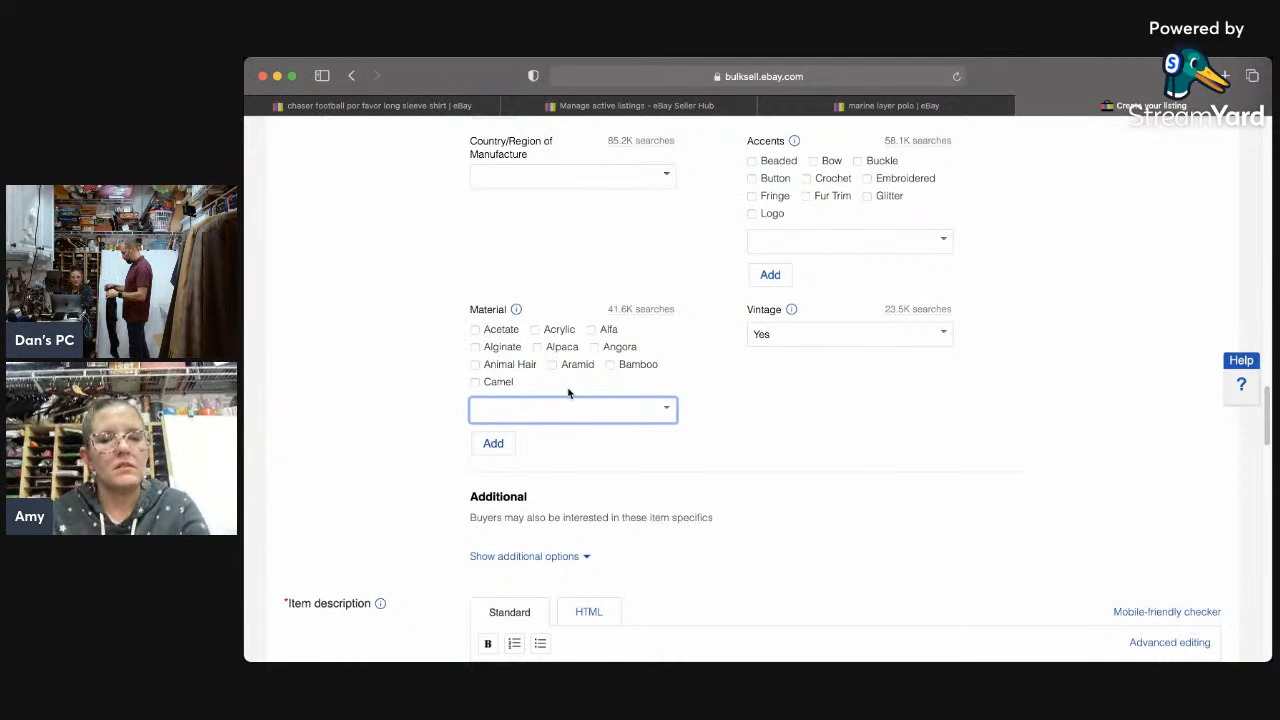 Powered by
S
StreamYard
bulksell.ebay.com
chaser football por favor long sleeve shirt | eBay
Manage active listings - eBay Seller Hub
marine layer polo | eBay
Create your listing
Country/Region of Manufacture
85.2K searches
Accents
58.1K searches
Beaded Bow Buckle
Button Crochet Embroidered
Fringe Fur Trim Glitter
Logo
Add
Material
41.6K searches
Acetate Acrylic Alfa
Alginate Alpaca Angora
Animal Hair Aramid Bamboo
Camel
Add
Vintage
23.5K searches
Yes
Help
?
Additional
Buyers may also be interested in these item specifics
Show additional options
*Item description
Standard
HTML
Mobile-friendly checker
B
Advanced editing
Dan's PC
Amy